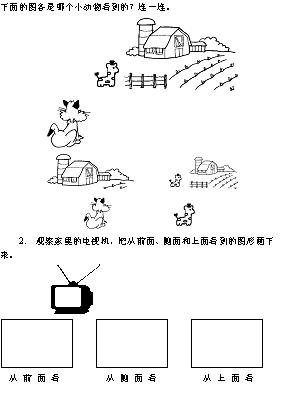 下面的图各是哪个小动物看到的？连一连。
2. 观察家里的电视机，把从前面、侧面和上面看到的图形画下
来。
从前面看 从侧面看 从上面看